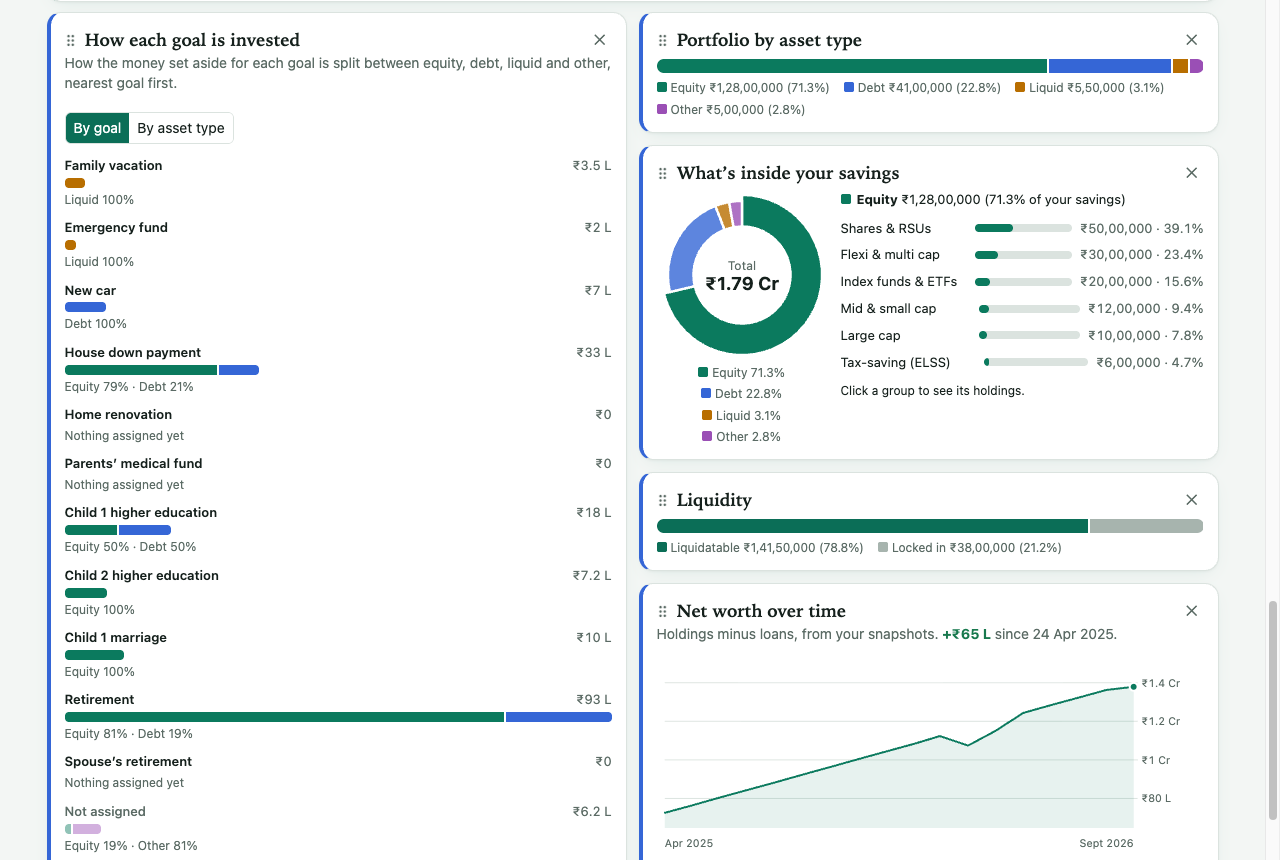 How each goal is invested
How the money set aside for each goal is split between equity, debt, liquid and other,
nearest goal first.
By goal
By asset type
Family vacation ₹3.5 L
Liquid 100%
Emergency fund ₹2 L
Liquid 100%
New car ₹7 L
Debt 100%
House down payment ₹33 L
Equity 79% · Debt 21%
Home renovation ₹0
Nothing assigned yet
Parents’ medical fund ₹0
Nothing assigned yet
Child 1 higher education ₹18 L
Equity 50% · Debt 50%
Child 2 higher education ₹7.2 L
Equity 100%
Child 1 marriage ₹10 L
Equity 100%
Retirement ₹93 L
Equity 81% · Debt 19%
Spouse’s retirement ₹0
Nothing assigned yet
Not assigned ₹6.2 L
Equity 19% · Other 81%
Portfolio by asset type
Equity ₹1,28,00,000 (71.3%) Debt ₹41,00,000 (22.8%) Liquid ₹5,50,000 (3.1%)
Other ₹5,00,000 (2.8%)
What’s inside your savings
Total
₹1.79 Cr
Equity 71.3%
Debt 22.8%
Liquid 3.1%
Other 2.8%
Equity ₹1,28,00,000 (71.3% of your savings)
Shares & RSUs ₹50,00,000 · 39.1%
Flexi & multi cap ₹30,00,000 · 23.4%
Index funds & ETFs ₹20,00,000 · 15.6%
Mid & small cap ₹12,00,000 · 9.4%
Large cap ₹10,00,000 · 7.8%
Tax-saving (ELSS) ₹6,00,000 · 4.7%
Click a group to see its holdings.
Liquidity
Liquidatable ₹1,41,50,000 (78.8%) Locked in ₹38,00,000 (21.2%)
Net worth over time
Holdings minus loans, from your snapshots. +₹65 L since 24 Apr 2025.
₹1.4 Cr
₹1.2 Cr
₹1 Cr
₹80 L
Apr 2025 Sept 2026